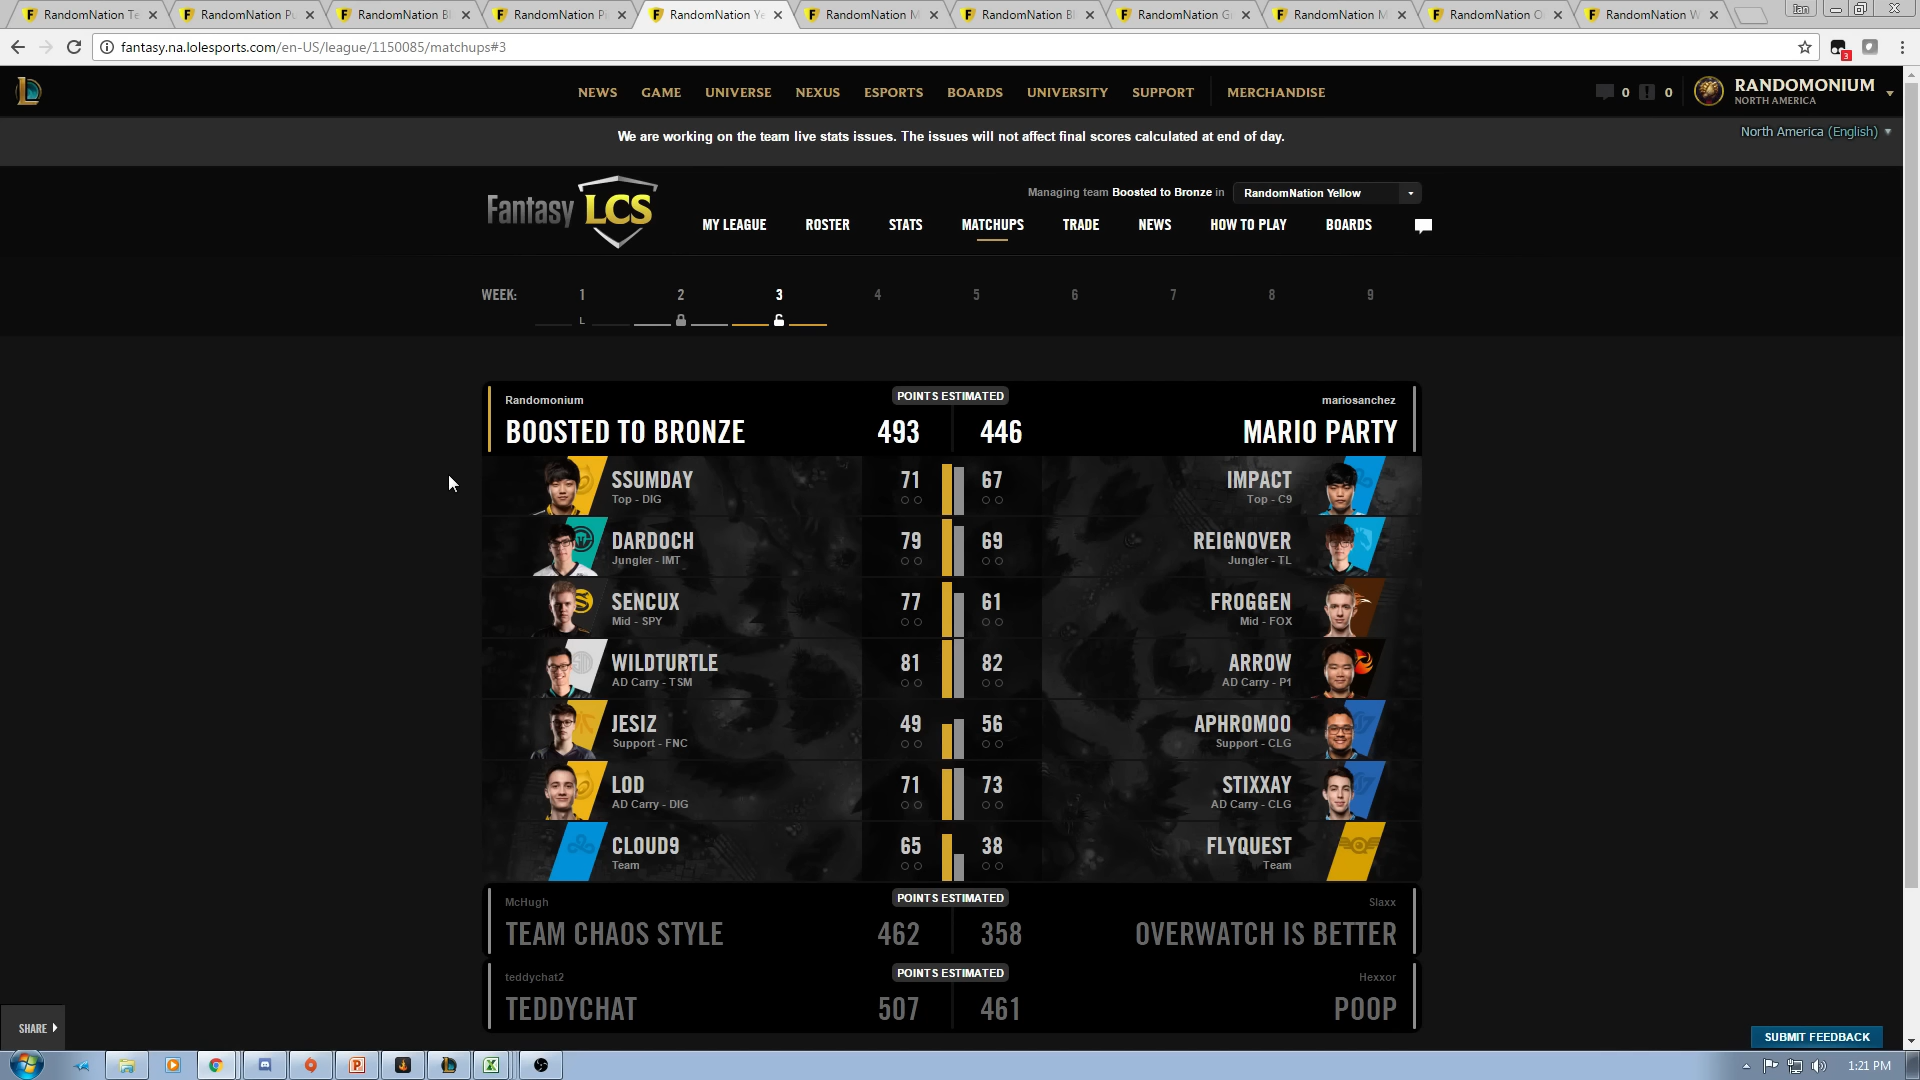 RandomNation Te
RandomNation Pu
RandomNation Bl
RandomNation Pi
RandomNation Ye
RandomNation M
RandomNation Bl
RandomNation G
RandomNation M
RandomNation O
RandomNation W
Ian
fantasy.na.lolesports.com/en-US/league/1150085/matchups#3
3
NEWS
GAME
UNIVERSE
NEXUS
ESPORTS
BOARDS
UNIVERSITY
SUPPORT
MERCHANDISE
0
0
RANDOMONIUM
NORTH AMERICA
We are working on the team live stats issues. The issues will not affect final scores calculated at end of day.
North America (English)
Fantasy LCS
Managing team Boosted to Bronze in
RandomNation Yellow
MY LEAGUE
ROSTER
STATS
MATCHUPS
TRADE
NEWS
HOW TO PLAY
BOARDS
WEEK:
1
2
3
4
5
6
7
8
9
L
Randomonium
POINTS ESTIMATED
mariosanchez
BOOSTED TO BRONZE
493
446
MARIO PARTY
SSUMDAY
Top - DIG
71
67
IMPACT
Top - C9
DARDOCH
Jungler - IMT
79
69
REIGNOVER
Jungler - TL
SENCUX
Mid - SPY
77
61
FROGGEN
Mid - FOX
WILDTURTLE
AD Carry - TSM
81
82
ARROW
AD Carry - P1
JESIZ
Support - FNC
49
56
APHROMOO
Support - CLG
LOD
AD Carry - DIG
71
73
STIXXAY
AD Carry - CLG
CLOUD9
Team
65
38
FLYQUEST
Team
McHugh
POINTS ESTIMATED
Slaxx
TEAM CHAOS STYLE
462
358
OVERWATCH IS BETTER
teddychat2
POINTS ESTIMATED
Hexxor
TEDDYCHAT
507
461
POOP
SHARE
SUBMIT FEEDBACK
1:21 PM